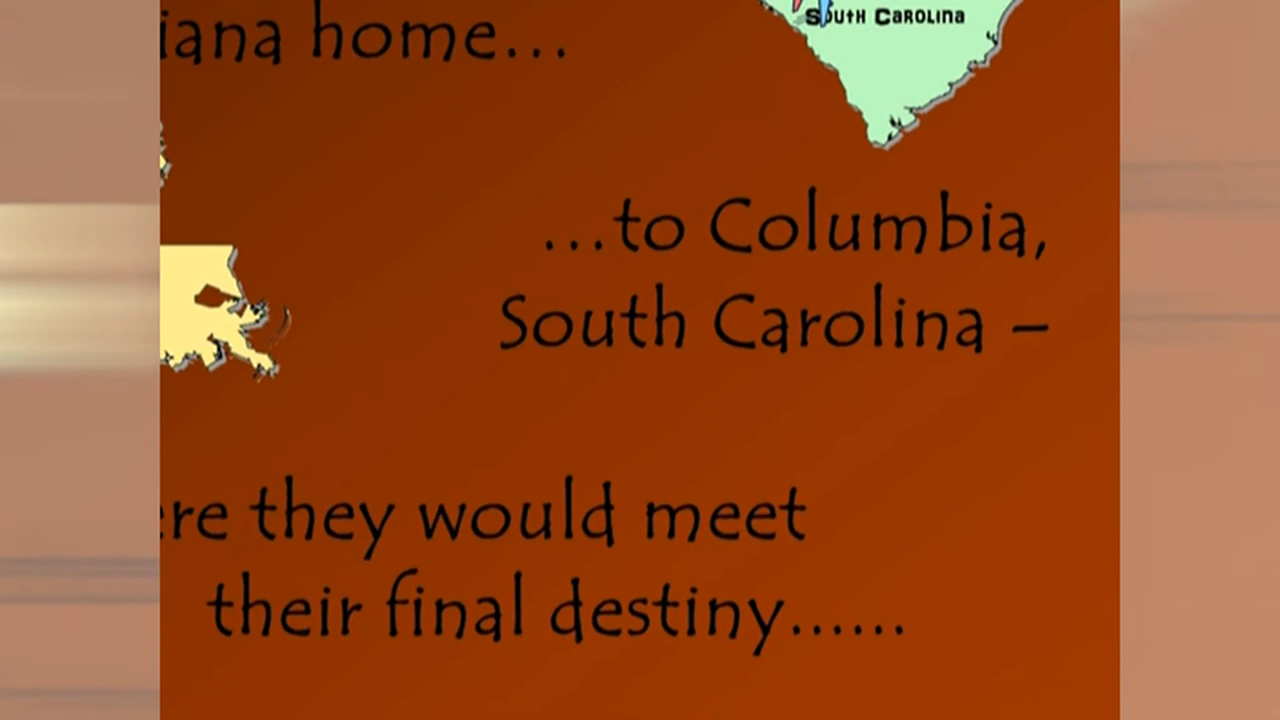 South Carolina
iana home...
...to Columbia,
South Carolina –
ere they would meet
their final destiny......